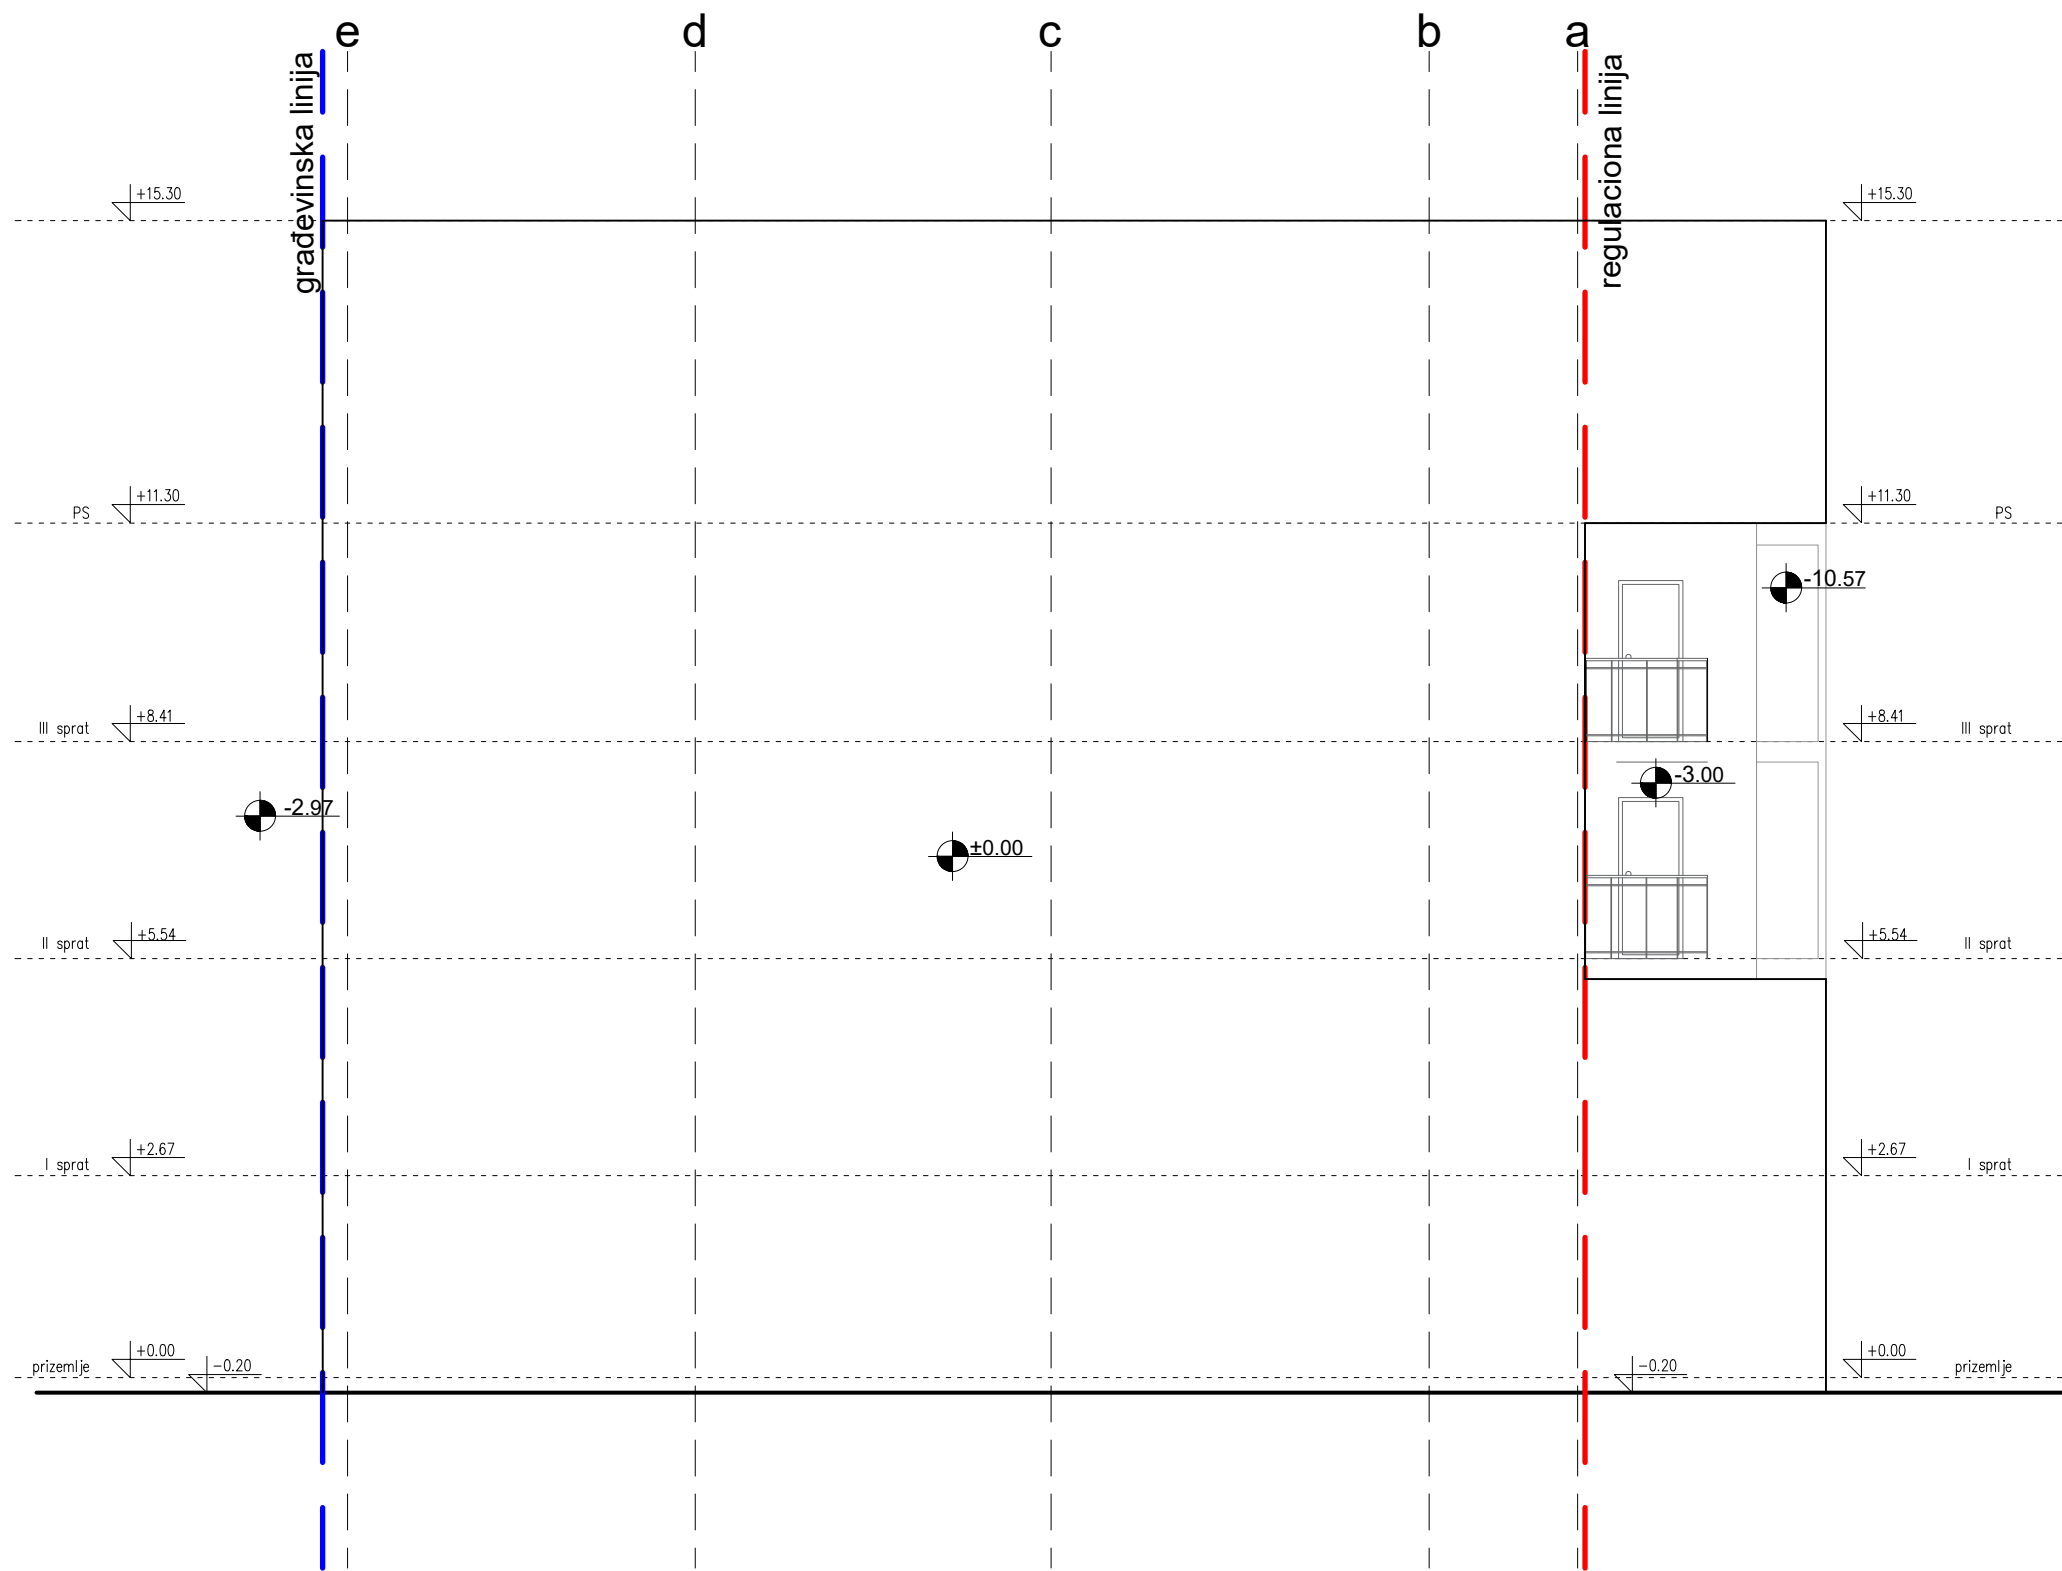 e
d
c
b
a
građevinska linija
regulaciona linija
+15.30
+15.30
+11.30
PS
+11.30
PS
-10.57
+8.41
III sprat
+8.41
III sprat
-3.00
-2.97
±0.00
+5.54
II sprat
+5.54
II sprat
+2.67
I sprat
+2.67
I sprat
+0.00
prizemlje
-0.20
-0.20
+0.00
prizemlje